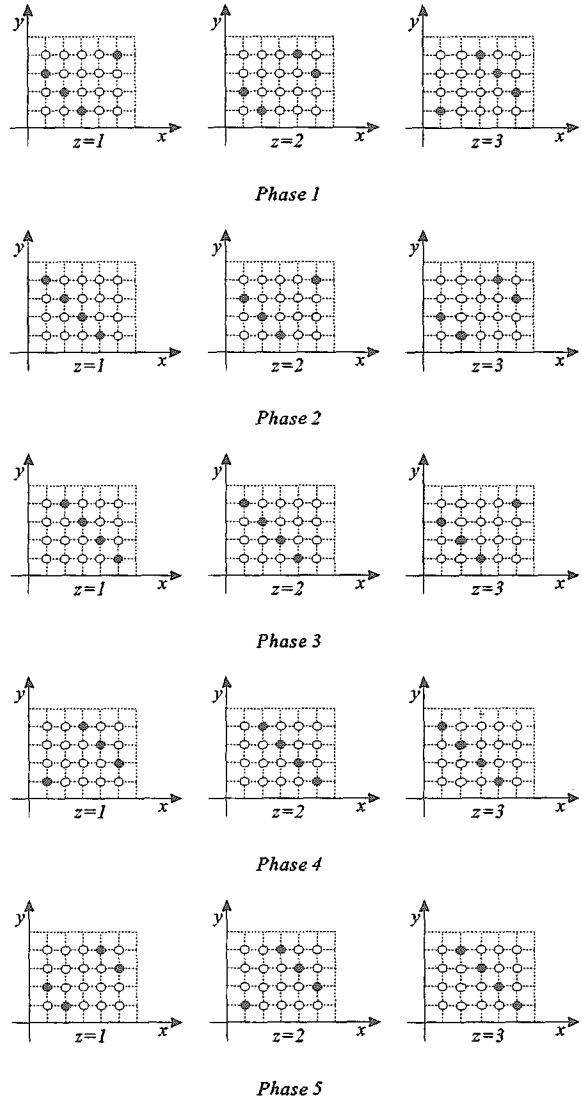 y y y
x x x
z=1 z=2 z=3
Phase 1
y y y
x x x
z=1 z=2 z=3
Phase 2
y y y
x x x
z=1 z=2 z=3
Phase 3
y y y
x x x
z=1 z=2 z=3
Phase 4
y y y
x x x
z=1 z=2 z=3
Phase 5